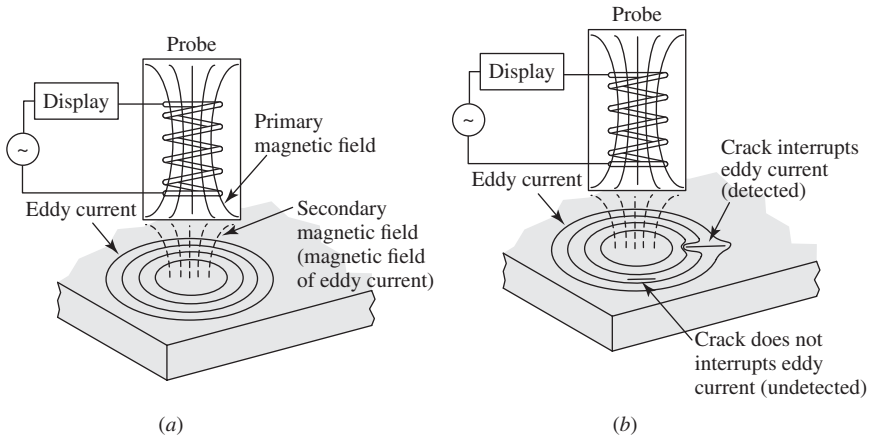 Probe
Display
~
Primary
magnetic field
Eddy current
Secondary
magnetic field
(magnetic field
of eddy current)
(a)
Probe
Display
~
Crack interrupts
eddy current
(detected)
Eddy current
Crack does not
interrupts eddy
current (undetected)
(b)